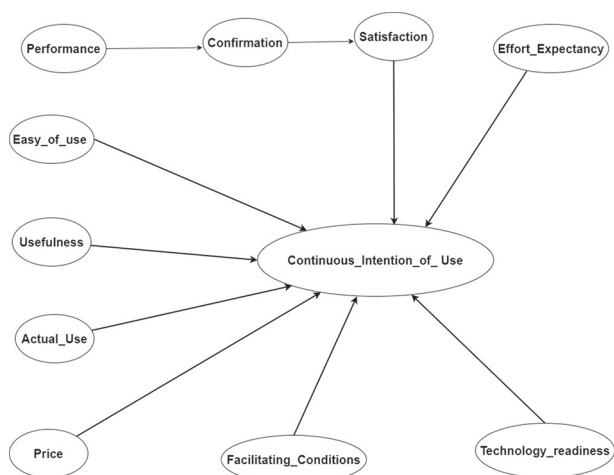 Performance
Confirmation
Satisfaction
Effort_Expectancy
Easy_of_use
Usefulness
Continuous_Intention_of_ Use
Actual_Use
Price
Facilitating_Conditions
Technology_readiness